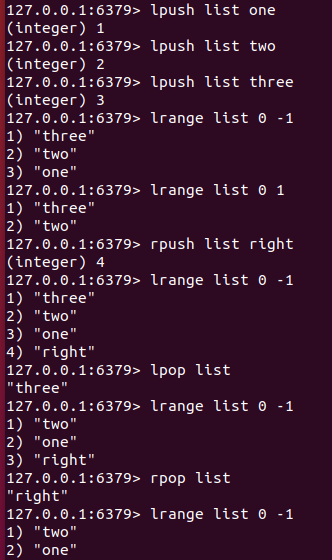 127.0.0.1:6379> lpush list one
(integer) 1
127.0.0.1:6379> lpush list two
(integer) 2
127.0.0.1:6379> lpush list three
(integer) 3
127.0.0.1:6379> lrange list 0 -1
1) "three"
2) "two"
3) "one"
127.0.0.1:6379> lrange list 0 1
1) "three"
2) "two"
127.0.0.1:6379> rpush list right
(integer) 4
127.0.0.1:6379> lrange list 0 -1
1) "three"
2) "two"
3) "one"
4) "right"
127.0.0.1:6379> lpop list
"three"
127.0.0.1:6379> lrange list 0 -1
1) "two"
2) "one"
3) "right"
127.0.0.1:6379> rpop list
"right"
127.0.0.1:6379> lrange list 0 -1
1) "two"
2) "one"